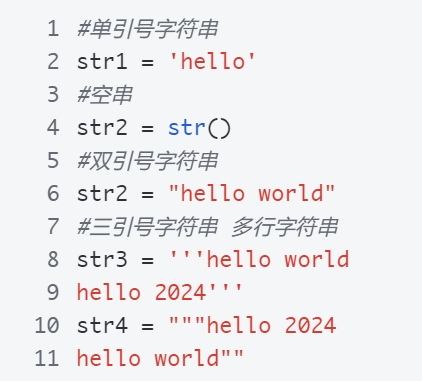 1 #单引号字符串
2 str1 = 'hello'
3 #空串
4 str2 = str()
5 #双引号字符串
6 str2 = "hello world"
7 #三引号字符串 多行字符串
8 str3 = '''hello world
9 hello 2024'''
10 str4 = """hello 2024
11 hello world""